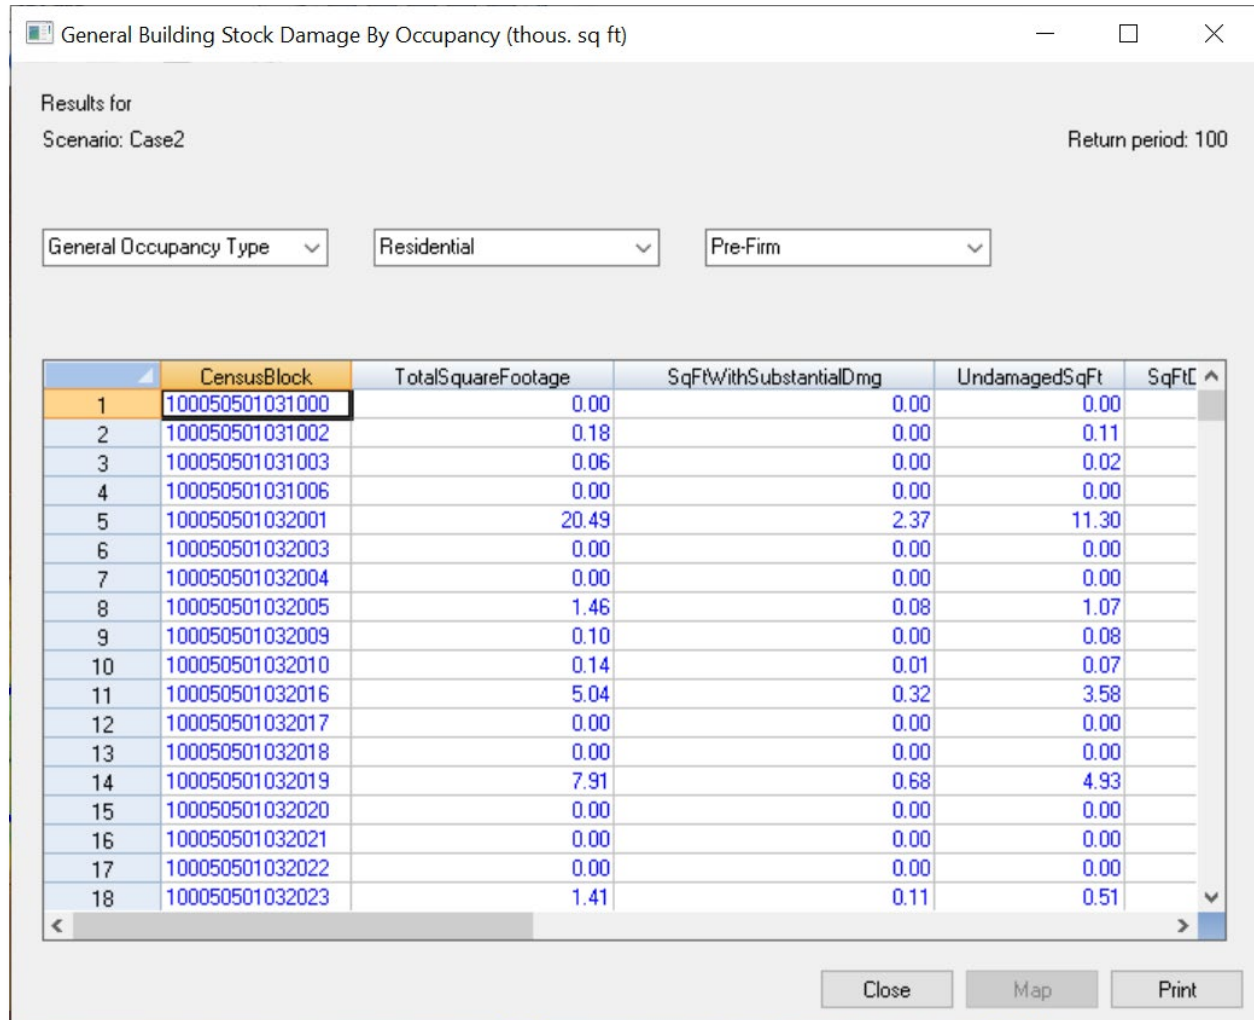 General Building Stock Damage By Occupancy (thous. sq ft)
Results for
Scenario: Case2 Return period: 100
General Occupancy Type Residential Pre-Firm
CensusBlock TotalSquareFootage SqFtWithSubstantialDmg UndamagedSqFt SqFtD
1 100050501031000 0.00 0.00 0.00
2 100050501031002 0.18 0.00 0.11
3 100050501031003 0.06 0.00 0.02
4 100050501031006 0.00 0.00 0.00
5 100050501032001 20.49 2.37 11.30
6 100050501032003 0.00 0.00 0.00
7 100050501032004 0.00 0.00 0.00
8 100050501032005 1.46 0.08 1.07
9 100050501032009 0.10 0.00 0.08
10 100050501032010 0.14 0.01 0.07
11 100050501032016 5.04 0.32 3.58
12 100050501032017 0.00 0.00 0.00
13 100050501032018 0.00 0.00 0.00
14 100050501032019 7.91 0.68 4.93
15 100050501032020 0.00 0.00 0.00
16 100050501032021 0.00 0.00 0.00
17 100050501032022 0.00 0.00 0.00
18 100050501032023 1.41 0.11 0.51
Close Map Print